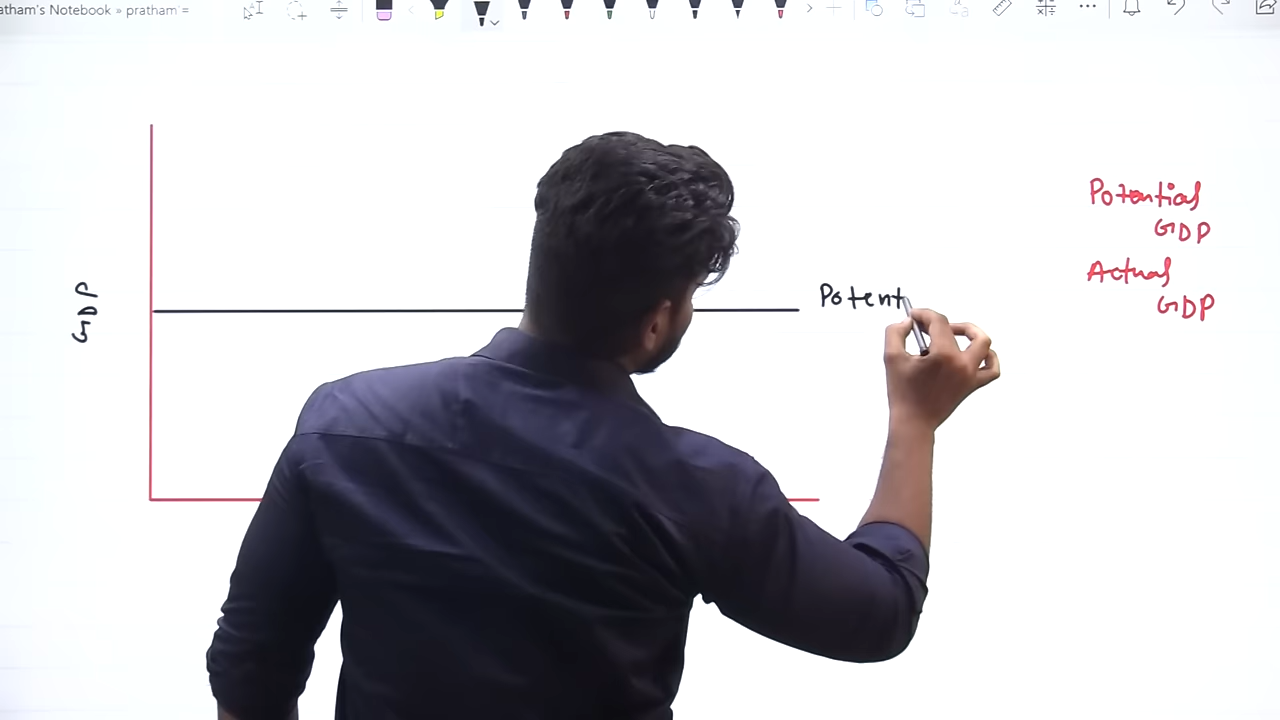 atham's Notebook » pratham =
Potential
GDP
Actual
GDP
GDP
Potent